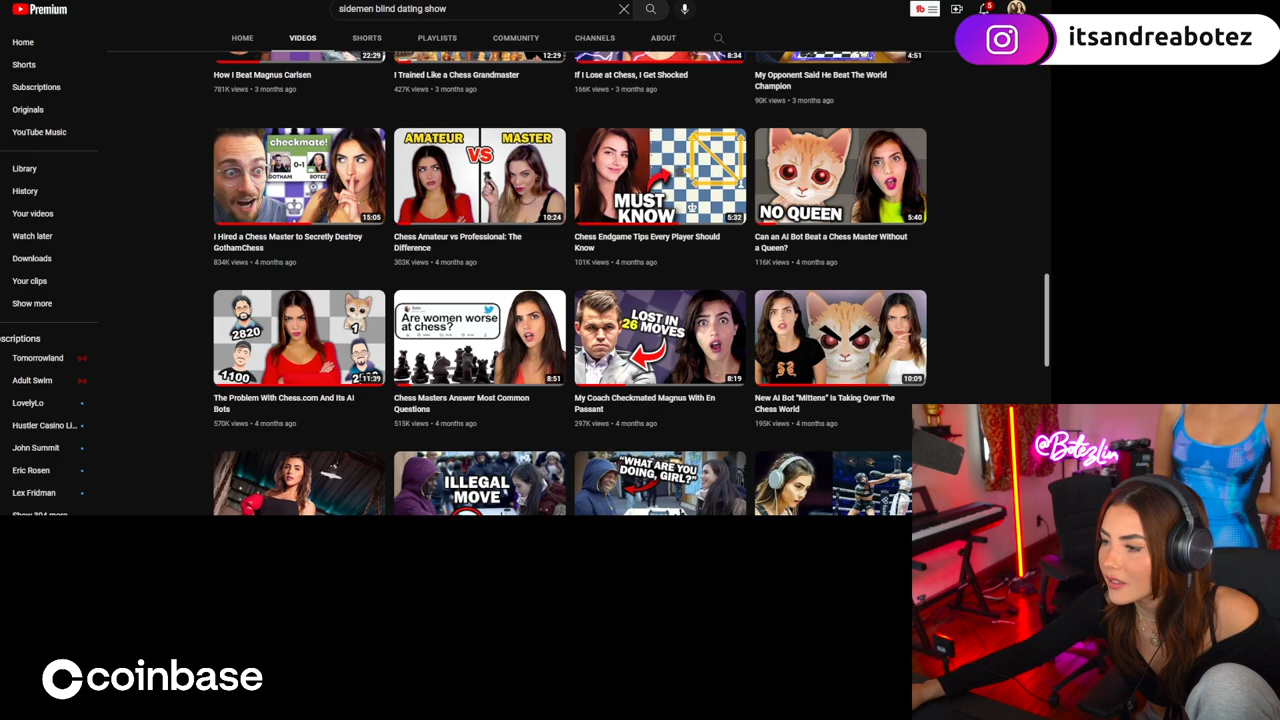 Premium
sidemen blind dating show
5
itsandreabotez
HOME
VIDEOS
SHORTS
PLAYLISTS
COMMUNITY
CHANNELS
ABOUT
Home
Shorts
Subscriptions
Originals
YouTube Music
Library
History
Your videos
Watch later
Downloads
Your clips
Show more
scriptions
Tomorrowland
Adult Swim
LovelyLo
Hustler Casino Li...
John Summit
Eric Rosen
Lex Fridman
22:29
12:29
8:34
4:51
How I Beat Magnus Carlsen
781K views • 3 months ago
I Trained Like a Chess Grandmaster
427K views • 3 months ago
If I Lose at Chess, I Get Shocked
166K views • 3 months ago
My Opponent Said He Beat The World
Champion
90K views • 3 months ago
checkmate!
0-1
GOTHAM
BOTEZ
15:05
AMATEUR
VS
MASTER
10:24
MUST
KNOW
5:32
NO QUEEN
5:40
I Hired a Chess Master to Secretly Destroy
GothamChess
834K views • 4 months ago
Chess Amateur vs Professional: The
Difference
303K views • 4 months ago
Chess Endgame Tips Every Player Should
Know
101K views • 4 months ago
Can an AI Bot Beat a Chess Master Without
a Queen?
116K views • 4 months ago
2820
1
1100
11:39
Are women worse
at chess?
8:51
LOST IN
26 MOVES
8:19
10:09
The Problem With Chess.com And Its AI
Bots
570K views • 4 months ago
Chess Masters Answer Most Common
Questions
515K views • 4 months ago
My Coach Checkmated Magnus With En
Passant
297K views • 4 months ago
New AI Bot "Mittens" Is Taking Over The
Chess World
195K views • 4 months ago
ILLEGAL
MOVE
"WHAT ARE YOU
DOING, GIRL?"
@Botezliv
coinbase